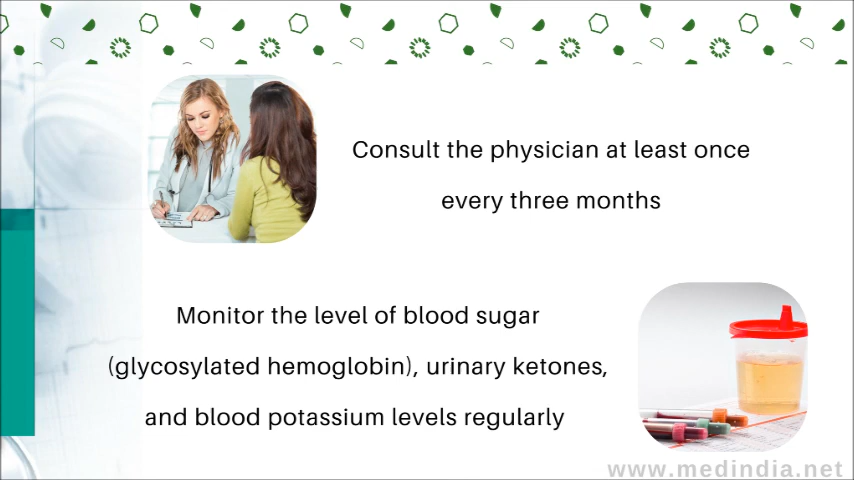 Consult the physician at least once
every three months
Monitor the level of blood sugar
(glycosylated hemoglobin), urinary ketones,
and blood potassium levels regularly
www.medindia.net